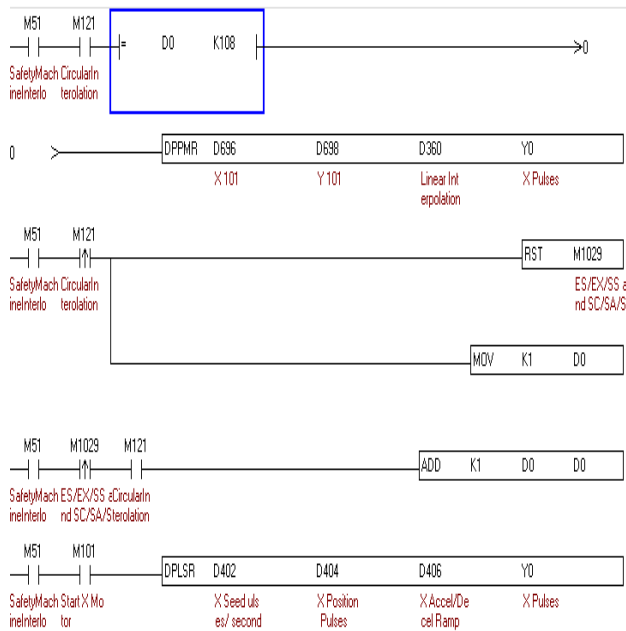 M51 M121
= D0 K108
0
SafetyMach CircularIn
ineInterlo terolation
0 DPPMR D696 D698 D360 Y0
X 101 Y 101 Linear Int X Pulses
erpolation
M51 M121
RST M1029
SafetyMach CircularIn ES/EX/SS a
ineInterlo terolation nd SC/SA/S
MOV K1 D0
M51 M1029 M121
ADD K1 D0 D0
SafetyMach ES/EX/SS aCircularIn
ineInterlo nd SC/SA/Sterolation
M51 M101
DPLSR D402 D404 D406 Y0
SafetyMach Start X Mo X Seed uls X Position X Accel/De X Pulses
ineInterlo tor es/ second Pulses cel Ramp